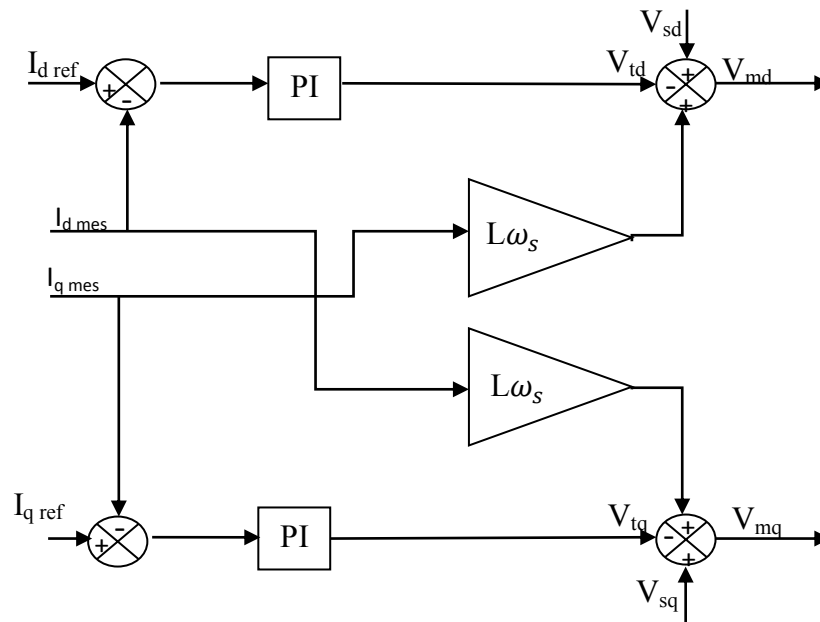 V_sd
I_d ref
+
-
PI
V_td
-
+
+
V_md
I_d mes
Lω_s
I_q mes
Lω_s
I_q ref
-
+
PI
V_tq
-
+
+
V_mq
V_sq